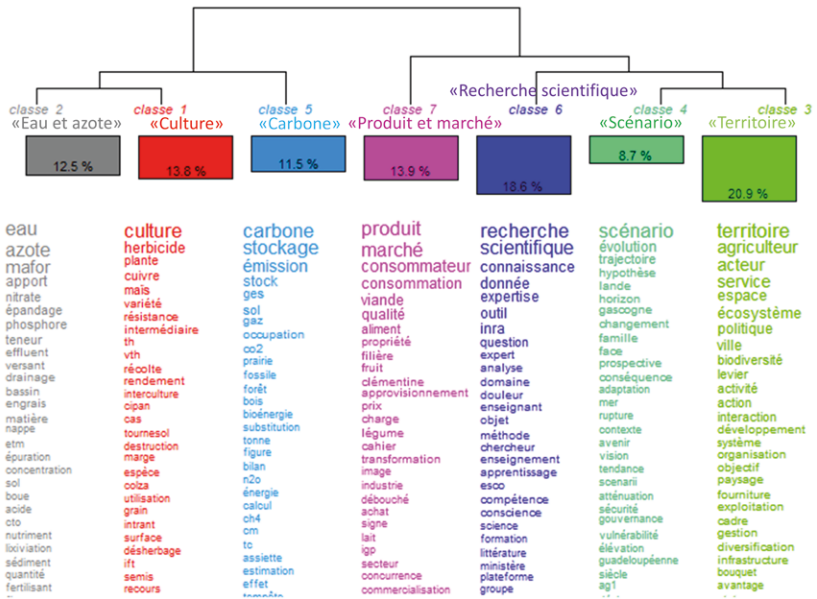 «Recherche scientifique»
classe 2
classe 1
classe 5
classe 7
classe 6
classe 4
classe 3
«Eau et azote»
«Culture»
«Carbone»
«Produit et marché»
«Scénario»
«Territoire»
12.5 %
13.8 %
11.5 %
13.9 %
18.6 %
8.7 %
20.9 %
eau
azote
mafor
apport
nitrate
épandage
phosphore
teneur
effluent
versant
drainage
bassin
engrais
matière
nappe
etm
épuration
concentration
sol
boue
acide
cto
nutriment
lixiviation
sédiment
quantité
fertilisant
culture
herbicide
plante
cuivre
maïs
variété
résistance
intermédiaire
th
vth
récolte
rendement
interculture
cipan
cas
tournesol
destruction
marge
espèce
colza
utilisation
grain
intrant
surface
désherbage
ift
semis
recours
carbone
stockage
émission
stock
ges
sol
gaz
occupation
co2
prairie
fossile
forêt
bois
bioénergie
substitution
tonne
figure
bilan
n2o
énergie
calcul
ch4
cm
tc
assiette
estimation
effet
produit
marché
consommateur
consommation
viande
qualité
aliment
propriété
filière
fruit
clémentine
approvisionnement
prix
charge
légume
cahier
transformation
image
industrie
débouché
achat
signe
lait
igp
secteur
concurrence
commercialisation
recherche
scientifique
connaissance
donnée
expertise
outil
inra
question
expert
analyse
domaine
douleur
enseignant
objet
méthode
chercheur
enseignement
apprentissage
esco
compétence
conscience
science
formation
littérature
ministère
plateforme
groupe
scénario
évolution
trajectoire
hypothèse
lande
horizon
gascogne
changement
famille
face
prospective
conséquence
adaptation
mer
rupture
contexte
avenir
vision
tendance
scenarii
atténuation
sécurité
gouvernance
vulnérabilité
élévation
guadeloupéenne
siècle
ag1
territoire
agriculteur
acteur
service
espace
écosystème
politique
ville
biodiversité
levier
activité
action
interaction
développement
système
organisation
objectif
paysage
fourniture
exploitation
cadre
gestion
diversification
infrastructure
bouquet
avantage